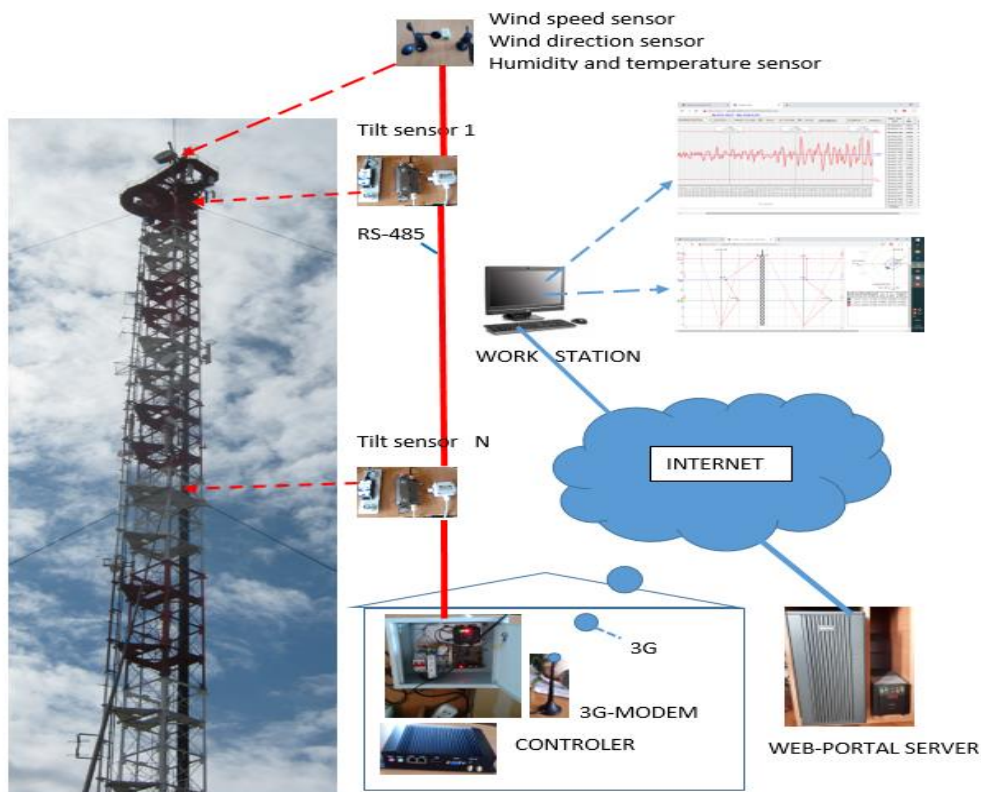 Wind speed sensor
Wind direction sensor
Humidity and temperature sensor
Tilt sensor 1
RS-485
WORK STATION
Tilt sensor N
INTERNET
3G
3G-MODEM
CONTROLER
WEB-PORTAL SERVER